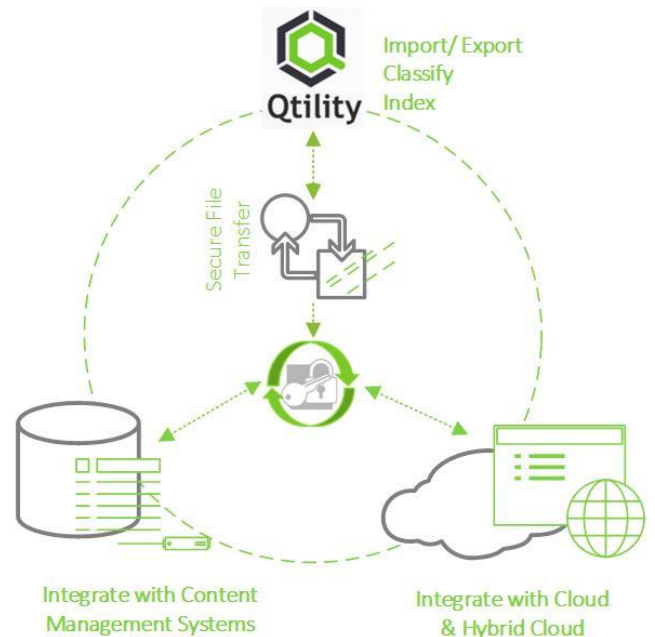 Qtility
Import/ Export
Classify
Index
Secure File
Transfer
Integrate with Content
Management Systems
Integrate with Cloud
& Hybrid Cloud